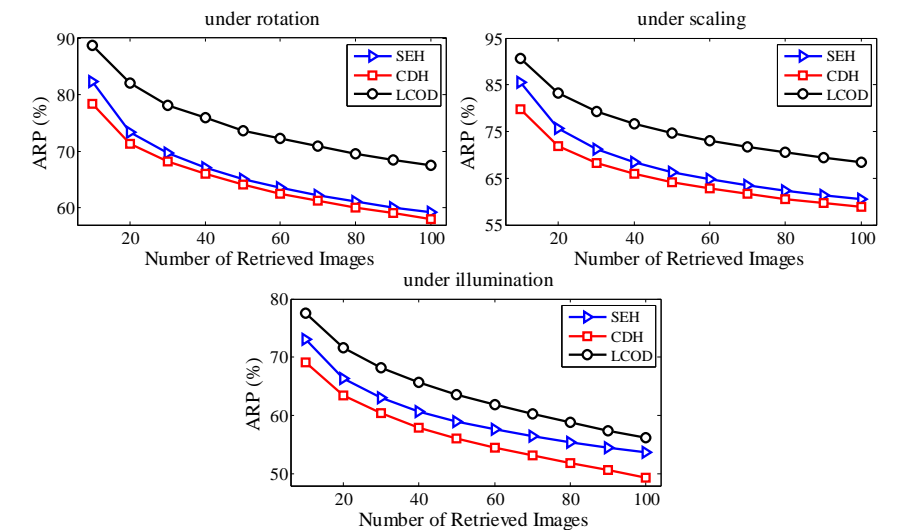 under rotation
90
80
70
60
ARP (%)
SEH
CDH
LCOD
20
40
60
80
100
Number of Retrieved Images
under scaling
95
85
75
65
55
ARP (%)
SEH
CDH
LCOD
20
40
60
80
100
Number of Retrieved Images
under illumination
80
70
60
50
ARP (%)
SEH
CDH
LCOD
20
40
60
80
100
Number of Retrieved Images